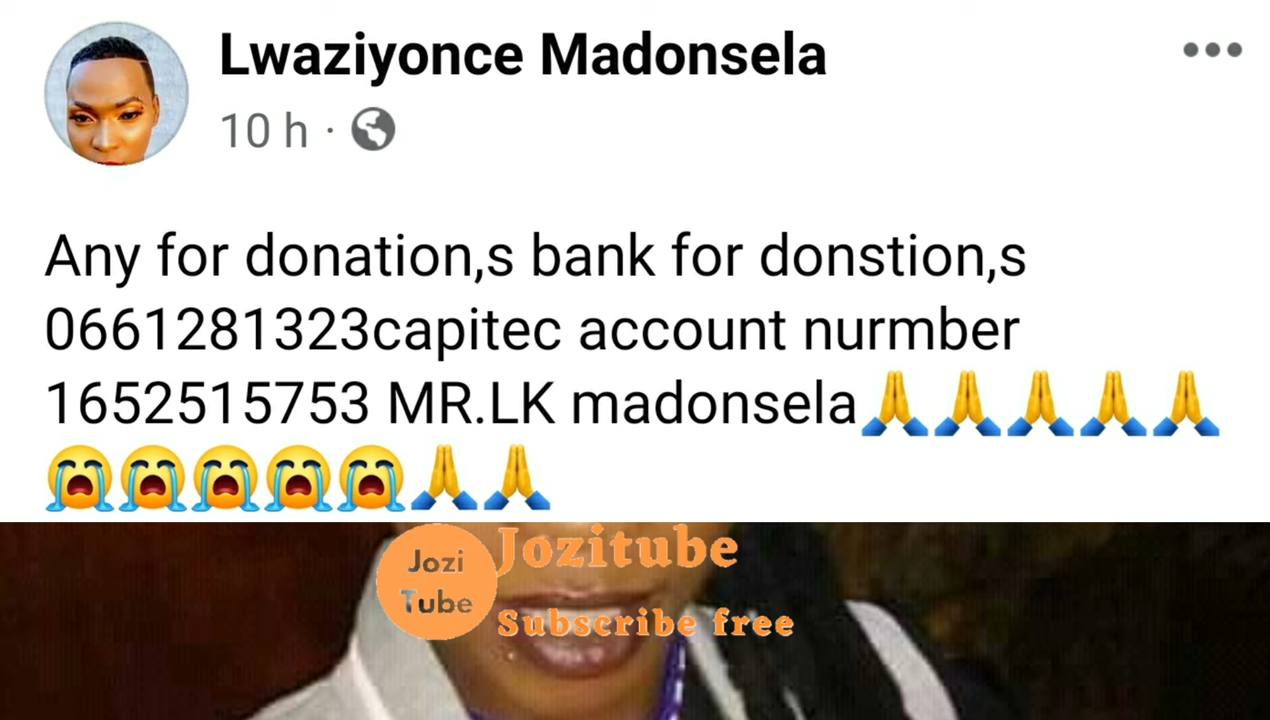 Lwaziyonce Madonsela
10 h ·
Any for donation,s bank for donstion,s
0661281323capitec account nurmber
1652515753 MR.LK madonsela🙏🙏🙏🙏🙏
😭😭😭😭😭🙏🙏
Jozi
Tube
Jozitube
Subscribe free